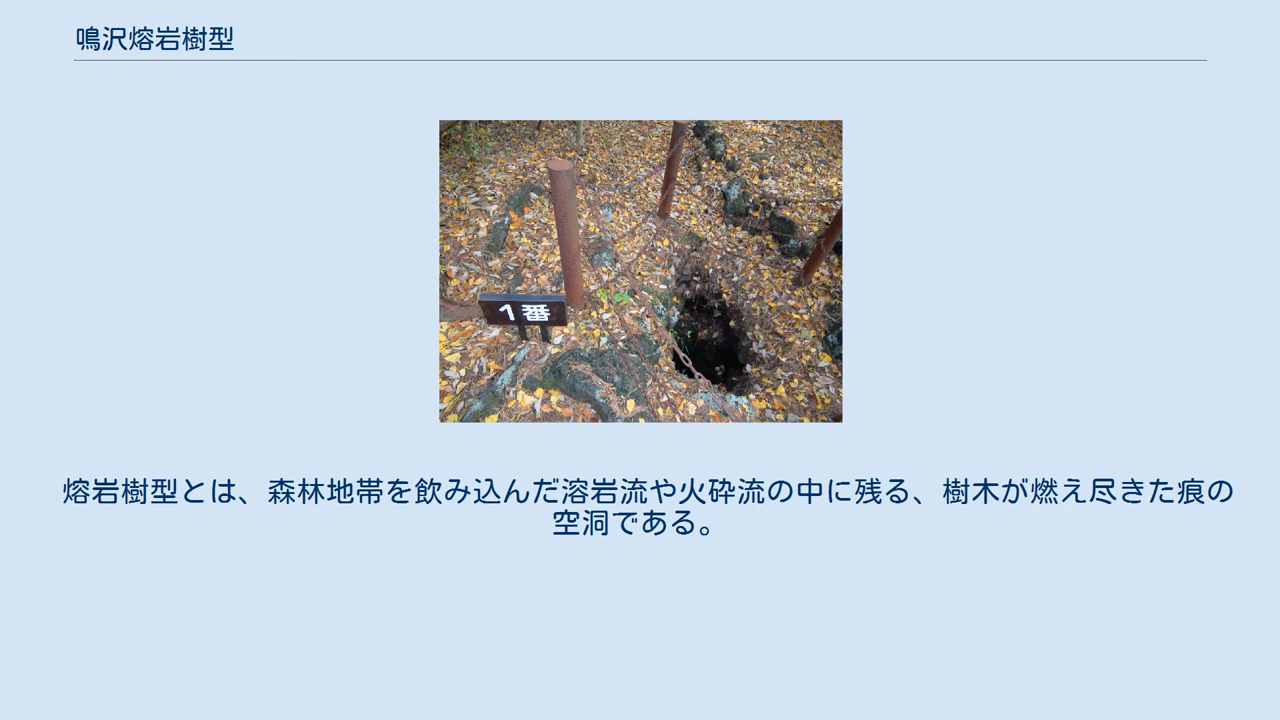 鳴沢熔岩樹型
1番
熔岩樹型とは、森林地帯を飲み込んだ溶岩流や火砕流の中に残る、樹木が燃え尽きた痕の
空洞である。